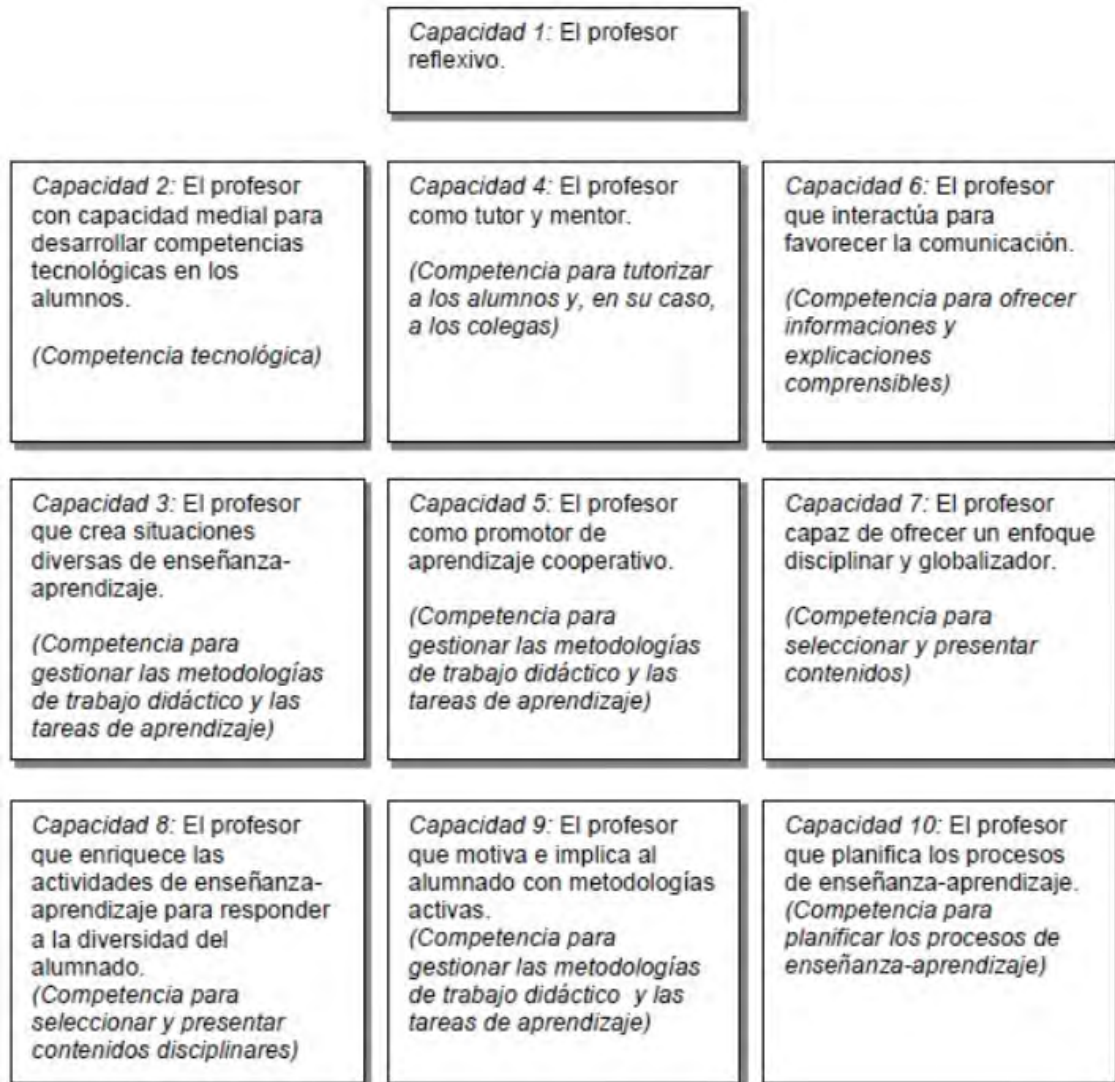 Capacidad 1: El profesor
reflexivo.
Capacidad 2: El profesor
con capacidad medial para
desarrollar competencias
tecnológicas en los
alumnos.
(Competencia tecnológica)
Capacidad 4: El profesor
como tutor y mentor.
(Competencia para tutorizar
a los alumnos y, en su caso,
a los colegas)
Capacidad 6: El profesor
que interactúa para
favorecer la comunicación.
(Competencia para ofrecer
informaciones y
explicaciones
comprensibles)
Capacidad 3: El profesor
que crea situaciones
diversas de enseñanza-
aprendizaje.
(Competencia para
gestionar las metodologías
de trabajo didáctico y las
tareas de aprendizaje)
Capacidad 5: El profesor
como promotor de
aprendizaje cooperativo.
(Competencia para
gestionar las metodologías
de trabajo didáctico y las
tareas de aprendizaje)
Capacidad 7: El profesor
capaz de ofrecer un enfoque
disciplinar y globalizador.
(Competencia para
seleccionar y presentar
contenidos)
Capacidad 8: El profesor
que enriquece las
actividades de enseñanza-
aprendizaje para responder
a la diversidad del
alumnado.
(Competencia para
seleccionar y presentar
contenidos disciplinares)
Capacidad 9: El profesor
que motiva e implica al
alumnado con metodologías
activas.
(Competencia para
gestionar las metodologías
de trabajo didáctico y las
tareas de aprendizaje)
Capacidad 10: El profesor
que planifica los procesos
de enseñanza-aprendizaje.
(Competencia para
planificar los procesos de
enseñanza-aprendizaje)